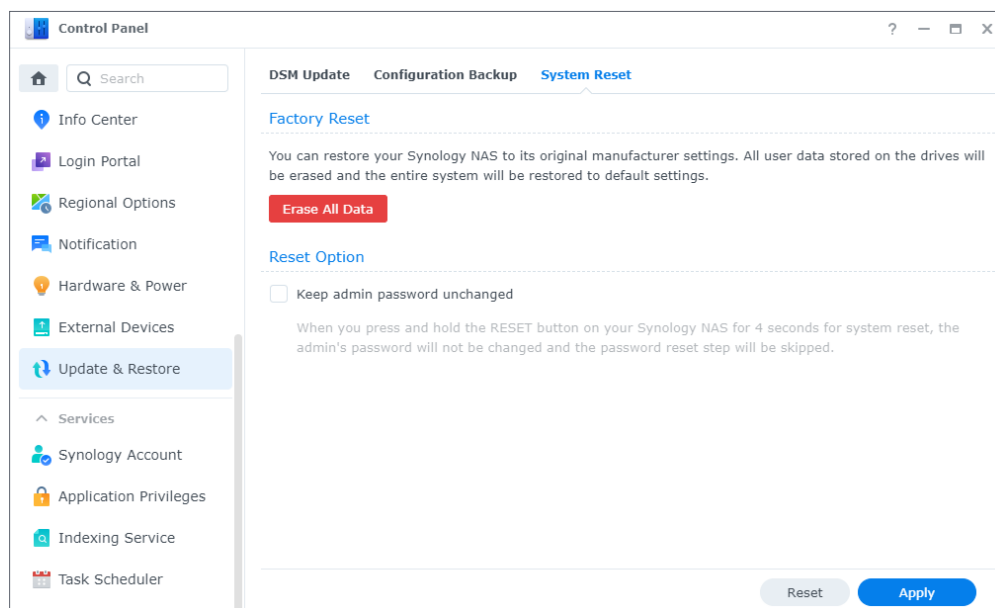 Control Panel
?
Search
DSM Update Configuration Backup System Reset
Info Center
Login Portal
Regional Options
Notification
Hardware & Power
External Devices
Update & Restore
Services
Synology Account
Application Privileges
Indexing Service
Task Scheduler
Factory Reset
You can restore your Synology NAS to its original manufacturer settings. All user data stored on the drives will
be erased and the entire system will be restored to default settings.
Erase All Data
Reset Option
Keep admin password unchanged
When you press and hold the RESET button on your Synology NAS for 4 seconds for system reset, the
admin's password will not be changed and the password reset step will be skipped.
Reset Apply